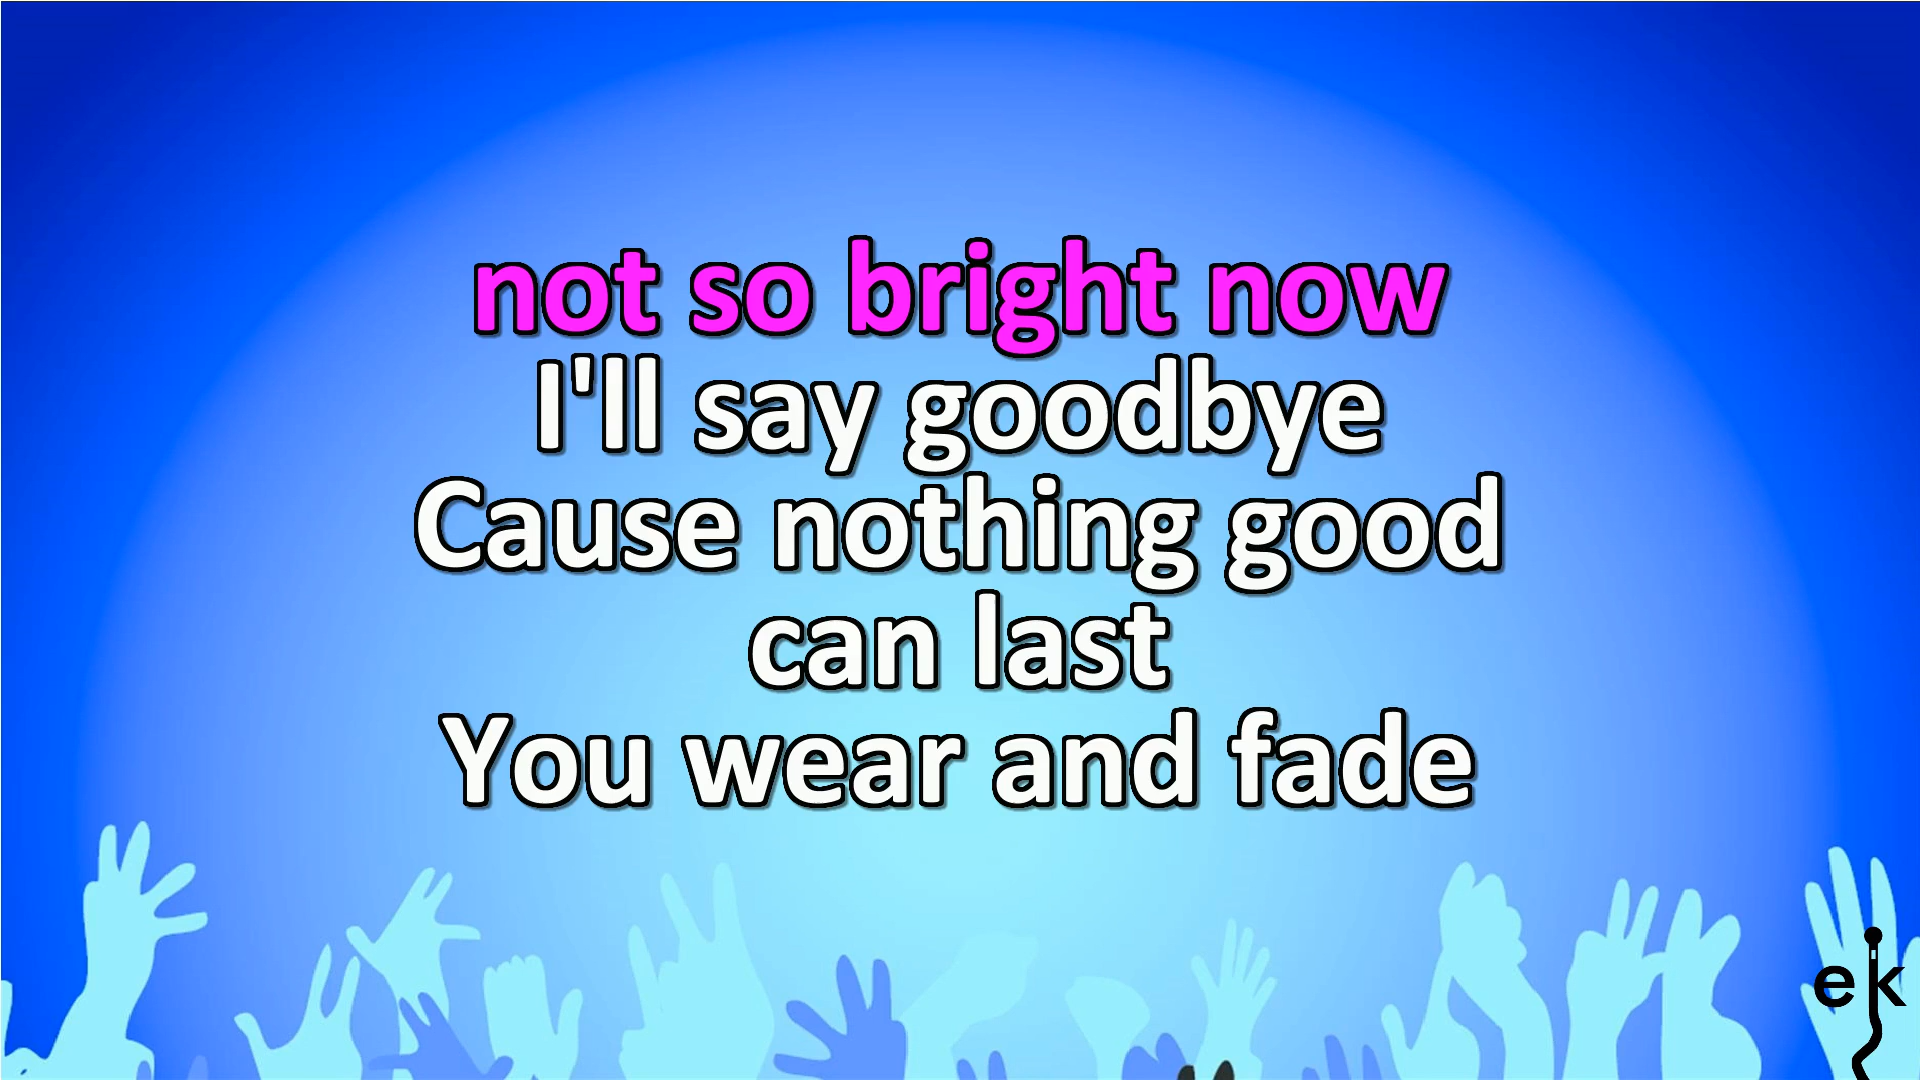 not so bright now
I'll say goodbye
Cause nothing good
can last
You wear and fade
ek